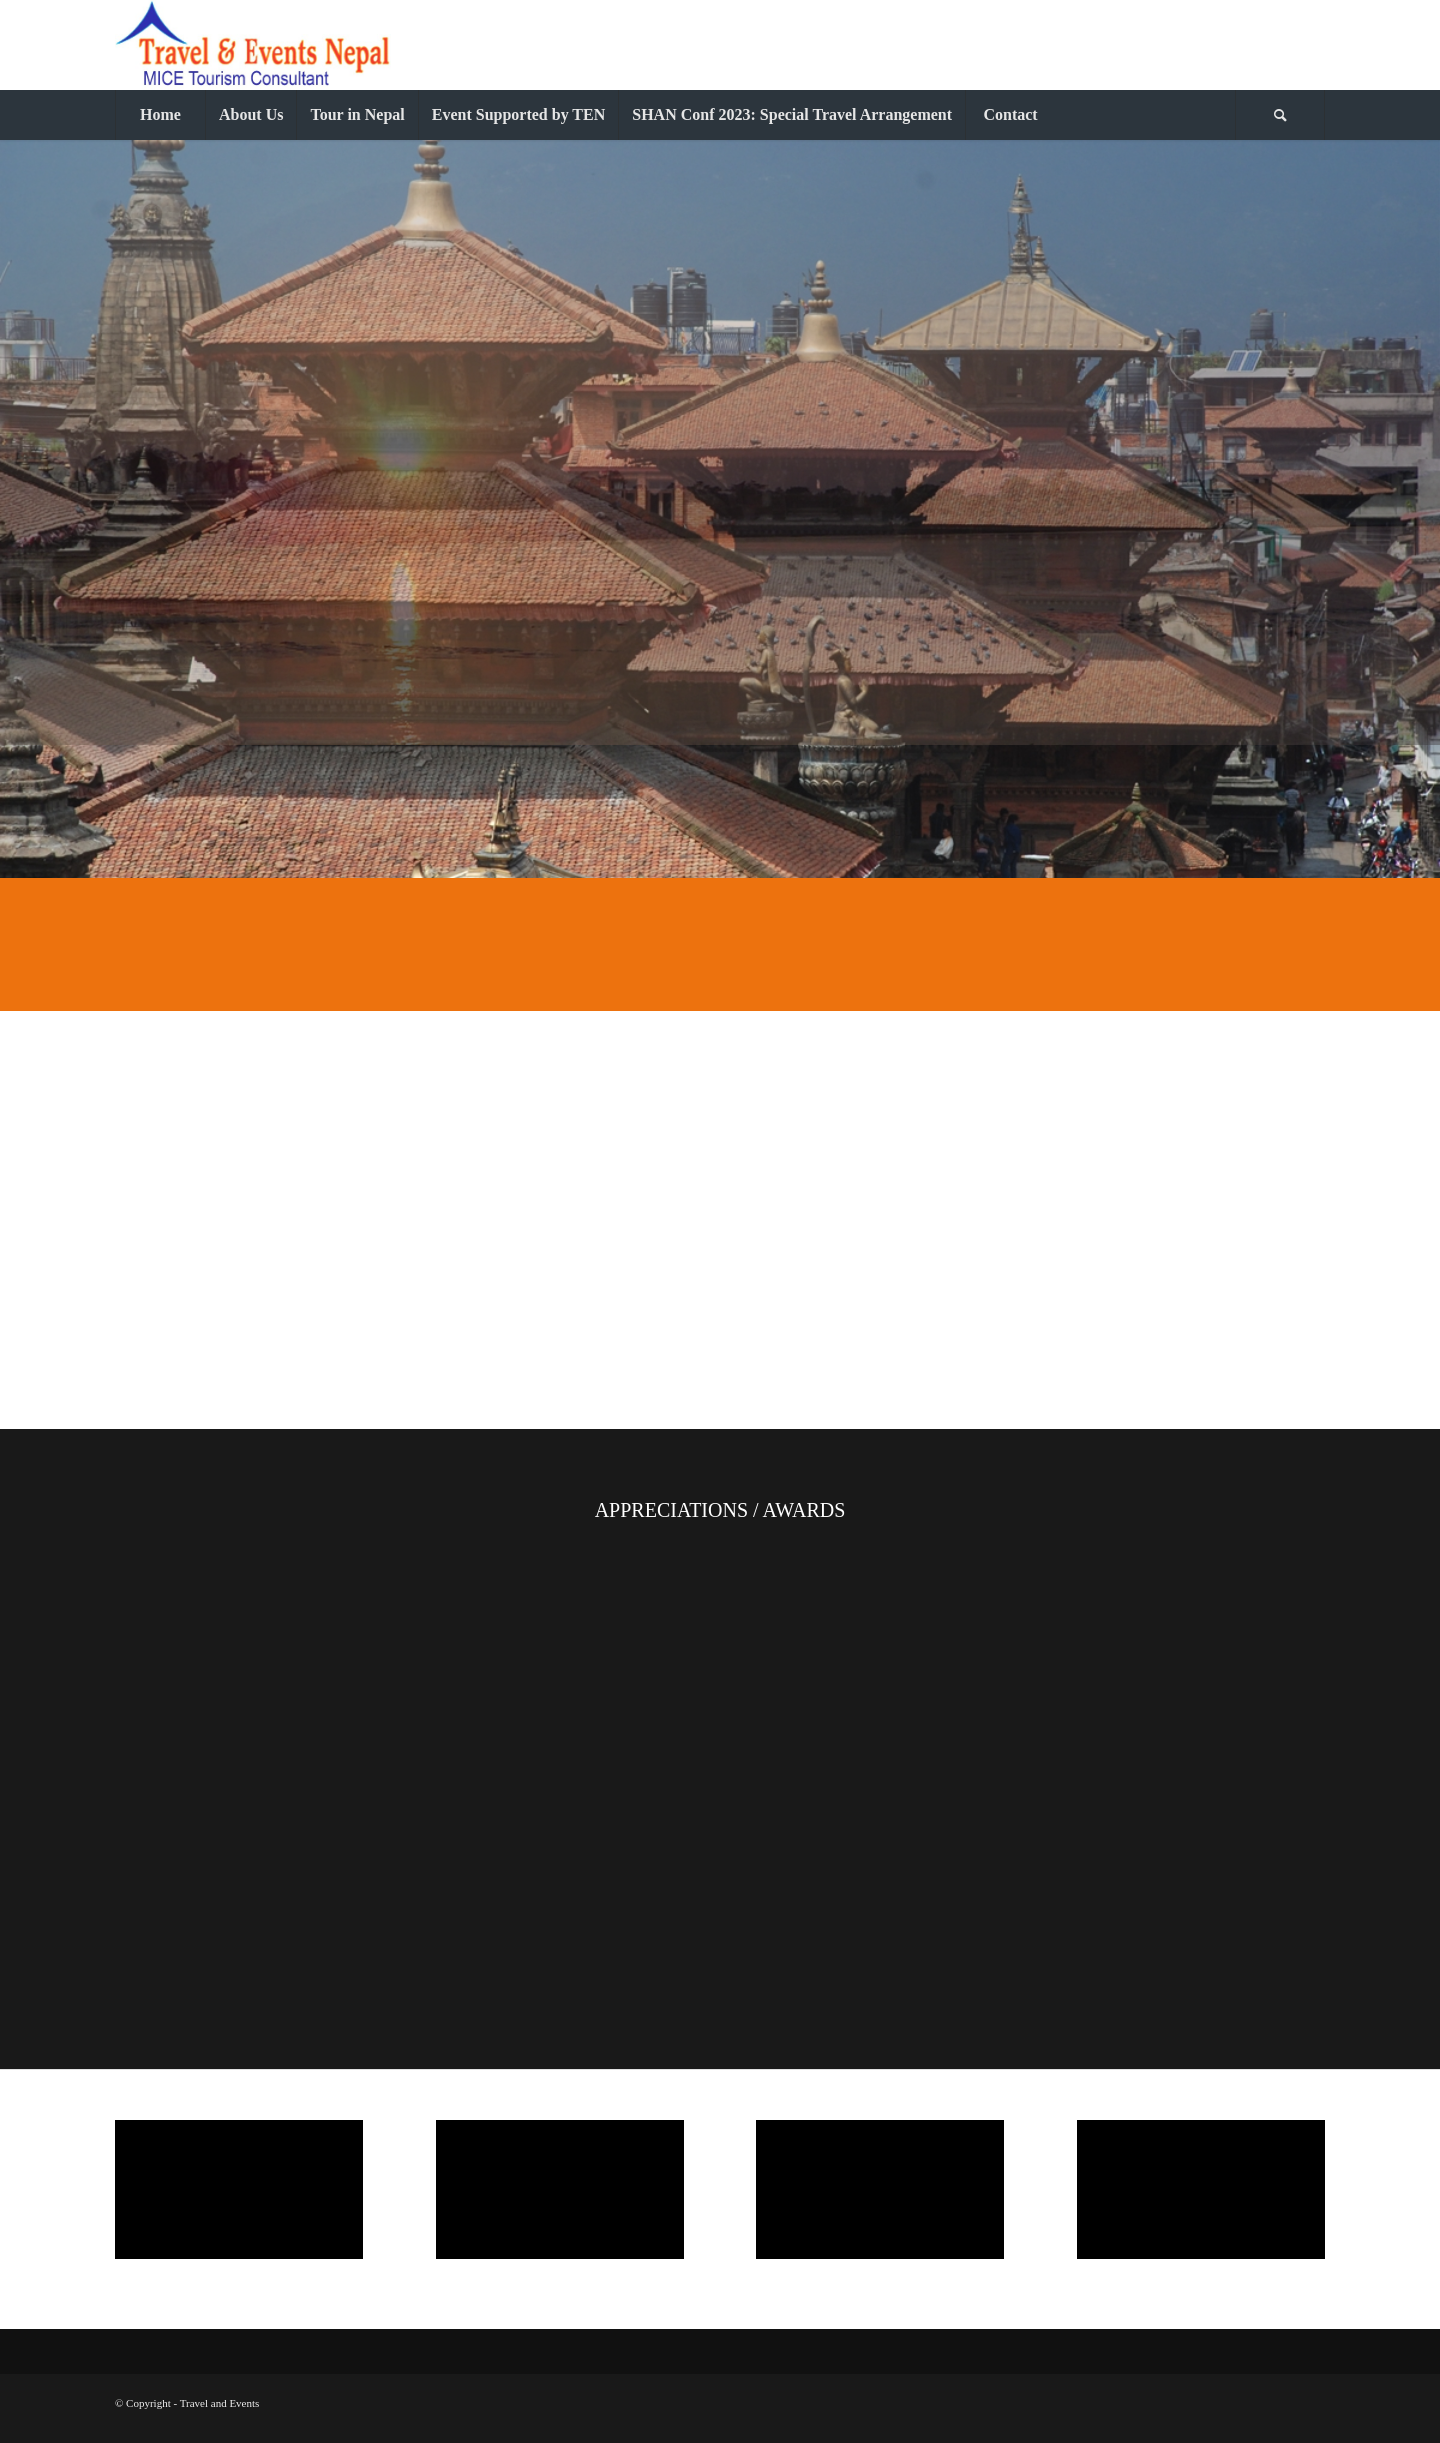 Travel & Events Nepal
MICE Tourism Consultant
Home About Us Tour in Nepal Event Supported by TEN SHAN Conf 2023: Special Travel Arrangement Contact
APPRECIATIONS / AWARDS
© Copyright - Travel and Events